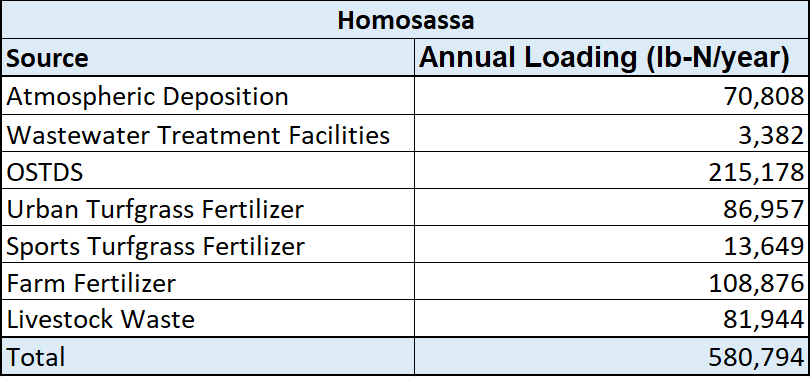 Homosassa
Source Annual Loading (lb-N/year)
Atmospheric Deposition 70,808
Wastewater Treatment Facilities 3,382
OSTDS 215,178
Urban Turfgrass Fertilizer 86,957
Sports Turfgrass Fertilizer 13,649
Farm Fertilizer 108,876
Livestock Waste 81,944
Total 580,794